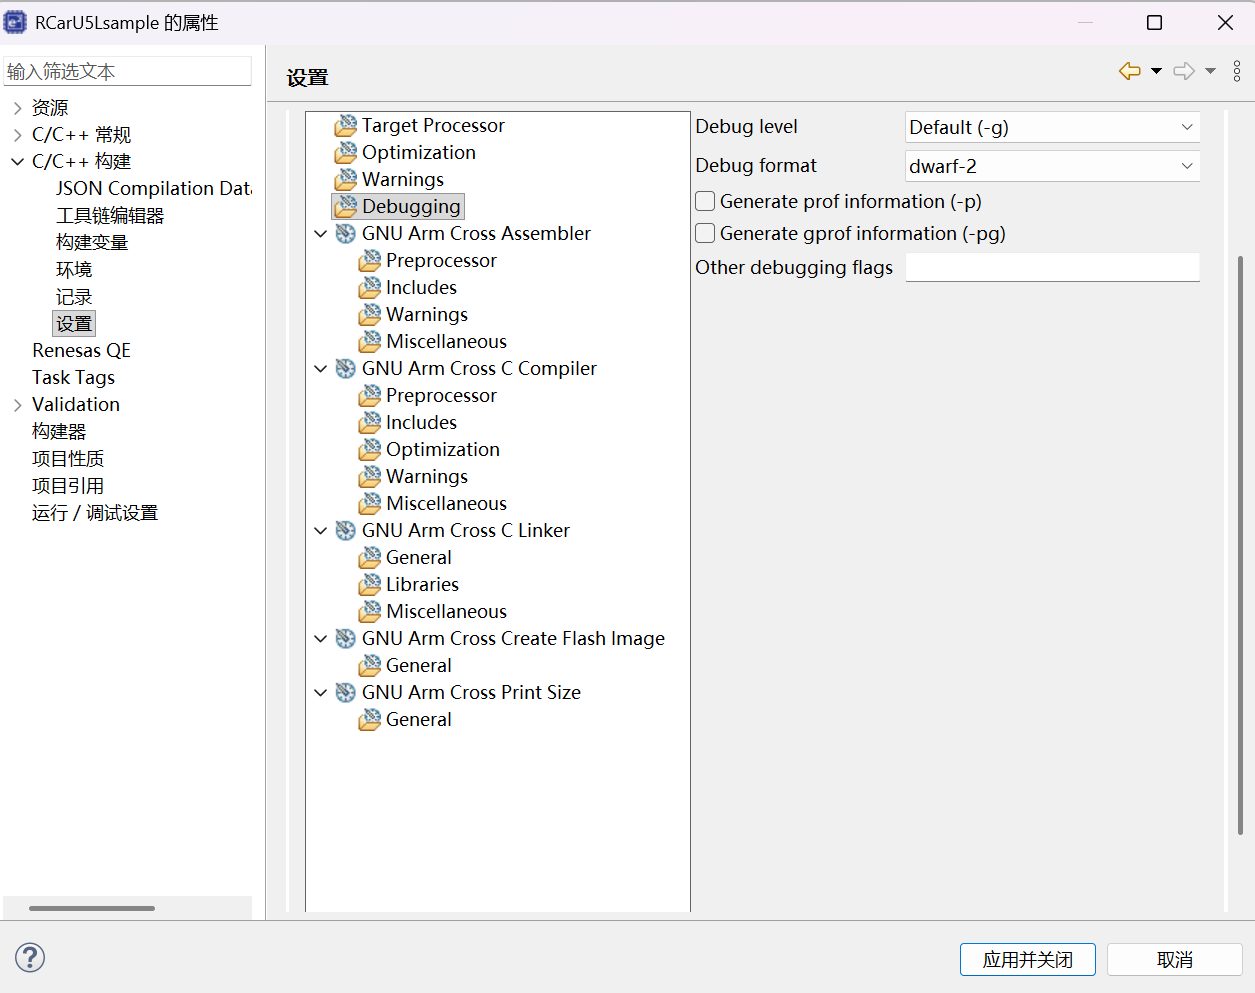 RCarU5Lsample 的属性
输入筛选文本
资源
C/C++ 常规
C/C++ 构建
JSON Compilation Dat
工具链编辑器
构建变量
环境
记录
设置
Renesas QE
Task Tags
Validation
构建器
项目性质
项目引用
运行 / 调试设置
设置
Target Processor
Optimization
Warnings
Debugging
GNU Arm Cross Assembler
Preprocessor
Includes
Warnings
Miscellaneous
GNU Arm Cross C Compiler
Preprocessor
Includes
Optimization
Warnings
Miscellaneous
GNU Arm Cross C Linker
General
Libraries
Miscellaneous
GNU Arm Cross Create Flash Image
General
GNU Arm Cross Print Size
General
Debug level Default (-g)
Debug format dwarf-2
Generate prof information (-p)
Generate gprof information (-pg)
Other debugging flags
应用并关闭 取消